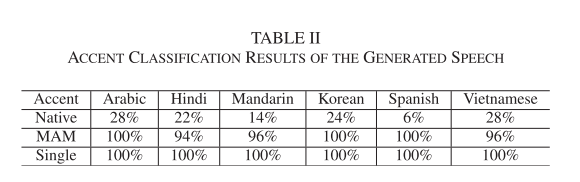 TABLE II
ACCENT CLASSIFICATION RESULTS OF THE GENERATED SPEECH
Accent Arabic Hindi Mandarin Korean Spanish Vietnamese
Native 28% 22% 14% 24% 6% 28%
MAM 100% 94% 96% 100% 100% 96%
Single 100% 100% 100% 100% 100% 100%